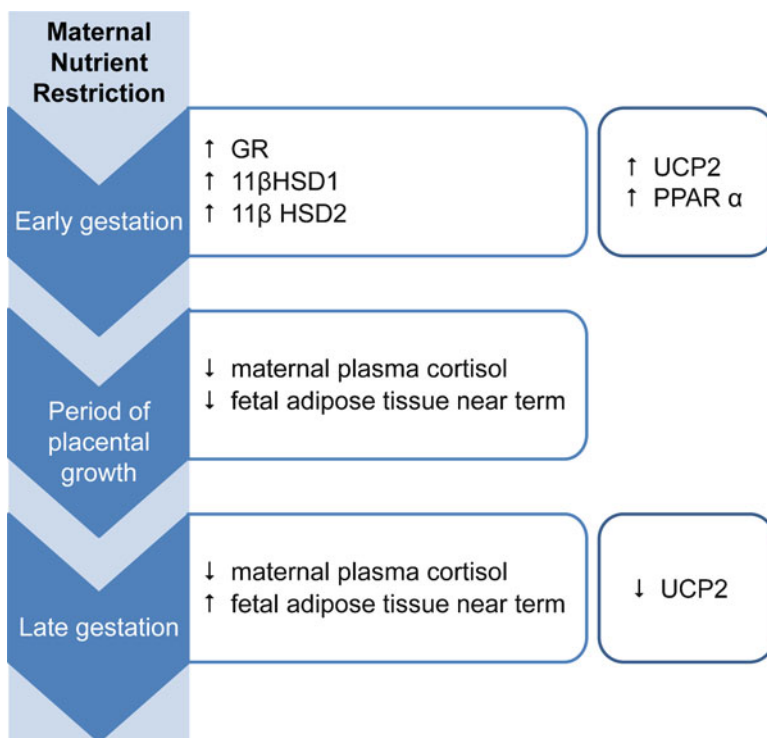 Maternal
Nutrient
Restriction
Early gestation
↑ GR
↑ 11βHSD1
↑ 11β HSD2
↑ UCP2
↑ PPAR α
Period of
placental
growth
↓ maternal plasma cortisol
↓ fetal adipose tissue near term
Late gestation
↓ maternal plasma cortisol
↑ fetal adipose tissue near term
↓ UCP2